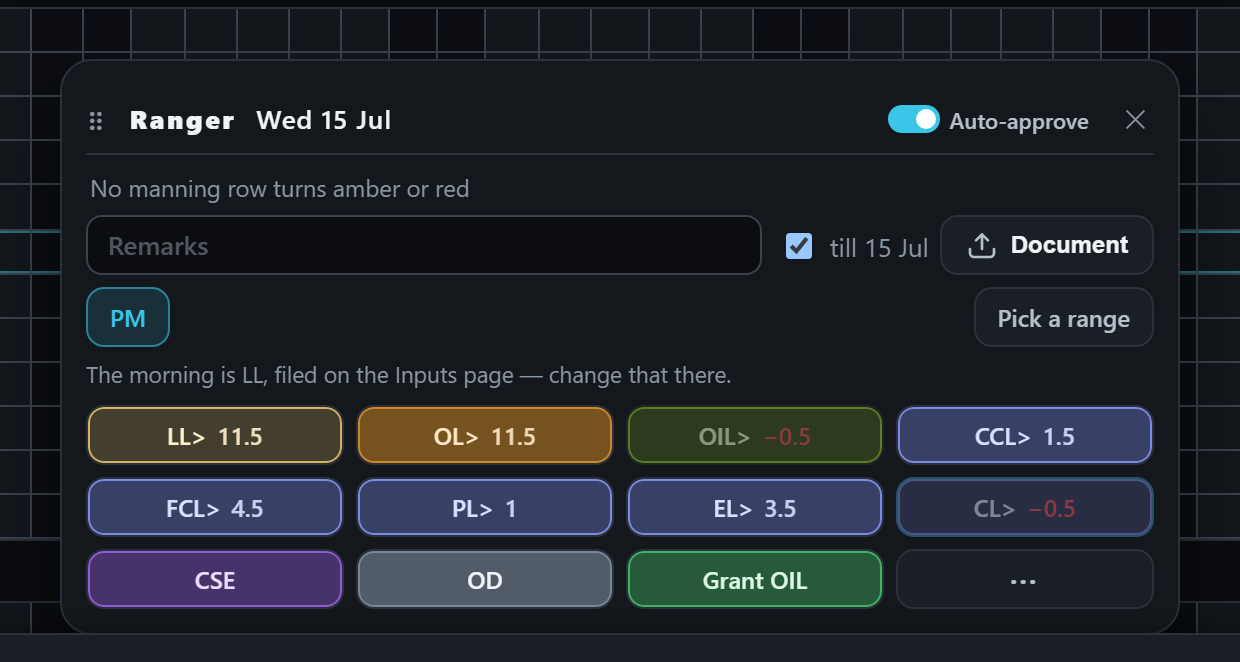 Ranger Wed 15 Jul Auto-approve
No manning row turns amber or red
Remarks till 15 Jul Document
PM Pick a range
The morning is LL, filed on the Inputs page — change that there.
LL> 11.5 OL> 11.5 OIL> −0.5 CCL> 1.5
FCL> 4.5 PL> 1 EL> 3.5 CL> −0.5
CSE OD Grant OIL ...